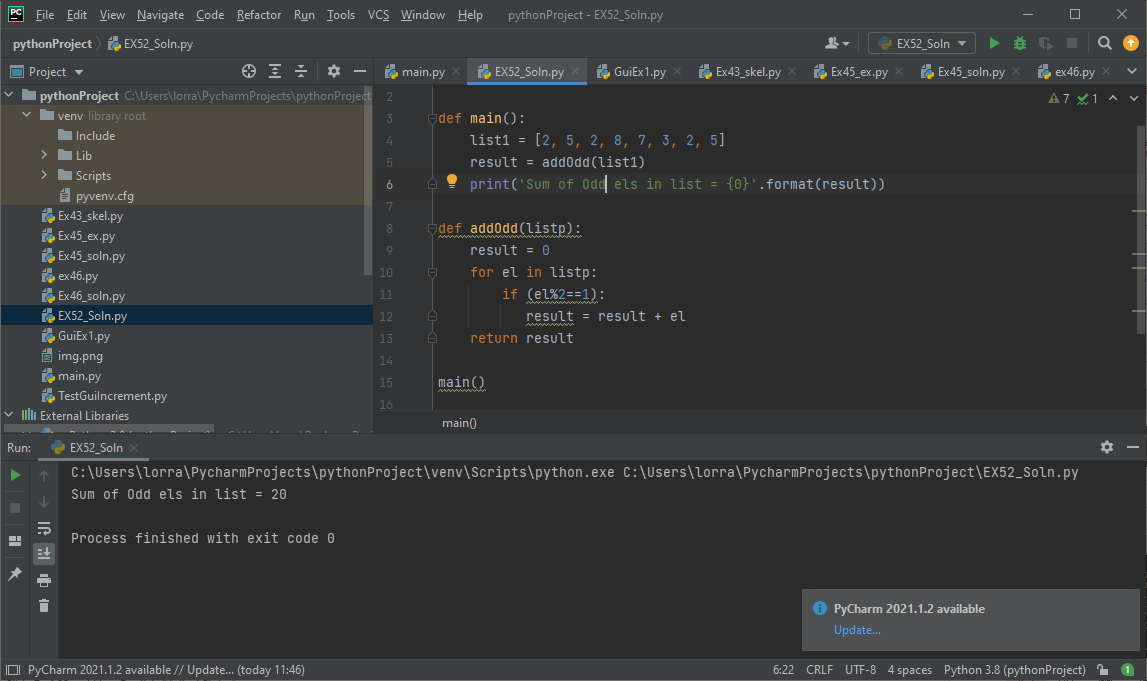 PC File Edit View Navigate Code Refactor Run Tools VCS Window Help pythonProject - EX52_Soln.py
pythonProject EX52_Soln.py EX52_Soln
Project main.py EX52_Soln.py GuiEx1.py Ex43_skel.py Ex45_ex.py Ex45_soln.py ex46.py
pythonProject C:\Users\lorra\PycharmProjects\pythonProject
venv library root
Include
Lib
Scripts
pyvenv.cfg
Ex43_skel.py
Ex45_ex.py
Ex45_soln.py
ex46.py
Ex46_soln.py
EX52_Soln.py
GuiEx1.py
img.png
main.py
TestGuiIncrement.py
External Libraries
7 1
2
3 def main():
4 list1 = [2, 5, 2, 8, 7, 3, 2, 5]
5 result = addOdd(list1)
6 print('Sum of Odd els in list = {0}'.format(result))
7
8 def addOdd(listp):
9 result = 0
10 for el in listp:
11 if (el%2==1):
12 result = result + el
13 return result
14
15 main()
16
main()
Run: EX52_Soln
C:\Users\lorra\PycharmProjects\pythonProject\venv\Scripts\python.exe C:\Users\lorra\PycharmProjects\pythonProject\EX52_Soln.py
Sum of Odd els in list = 20
Process finished with exit code 0
PyCharm 2021.1.2 available
Update...
PyCharm 2021.1.2 available // Update... (today 11:46) 6:22 CRLF UTF-8 4 spaces Python 3.8 (pythonProject) 1